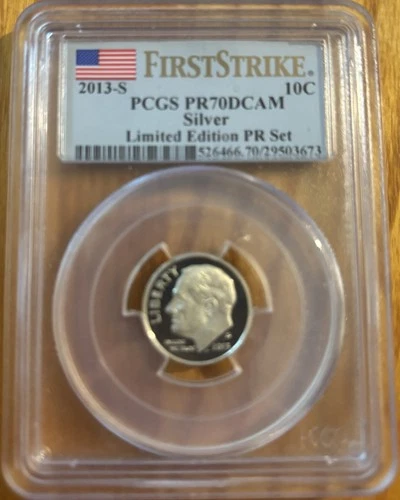 FIRSTSTRIKE®
2013-S 10C
PCGS PR70DCAM
Silver
Limited Edition PR Set
526466.70/29503673
LIBERTY